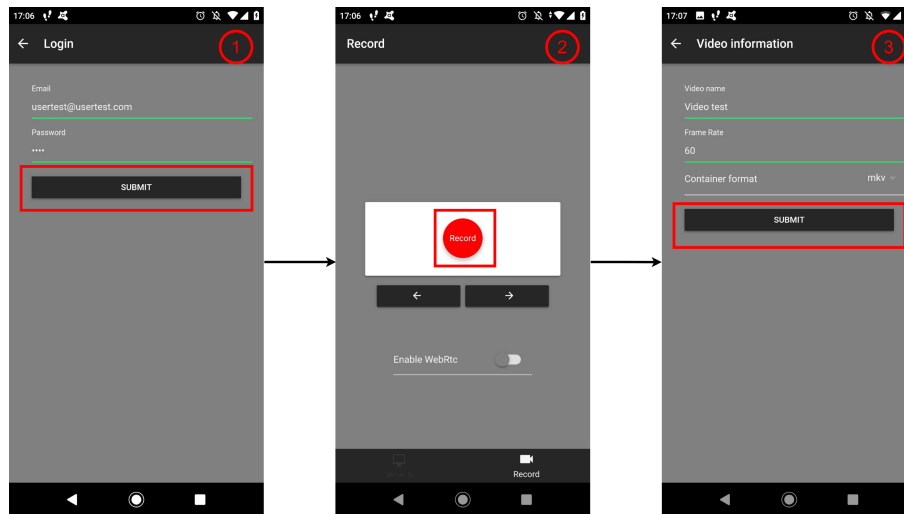 17:06
Login
1
Email
usertest@usertest.com
Password
....
SUBMIT
17:06
Record
2
Record
Enable WebRtc
Record
17:07
Video information
3
Video name
Video test
Frame Rate
60
Container format mkv
SUBMIT